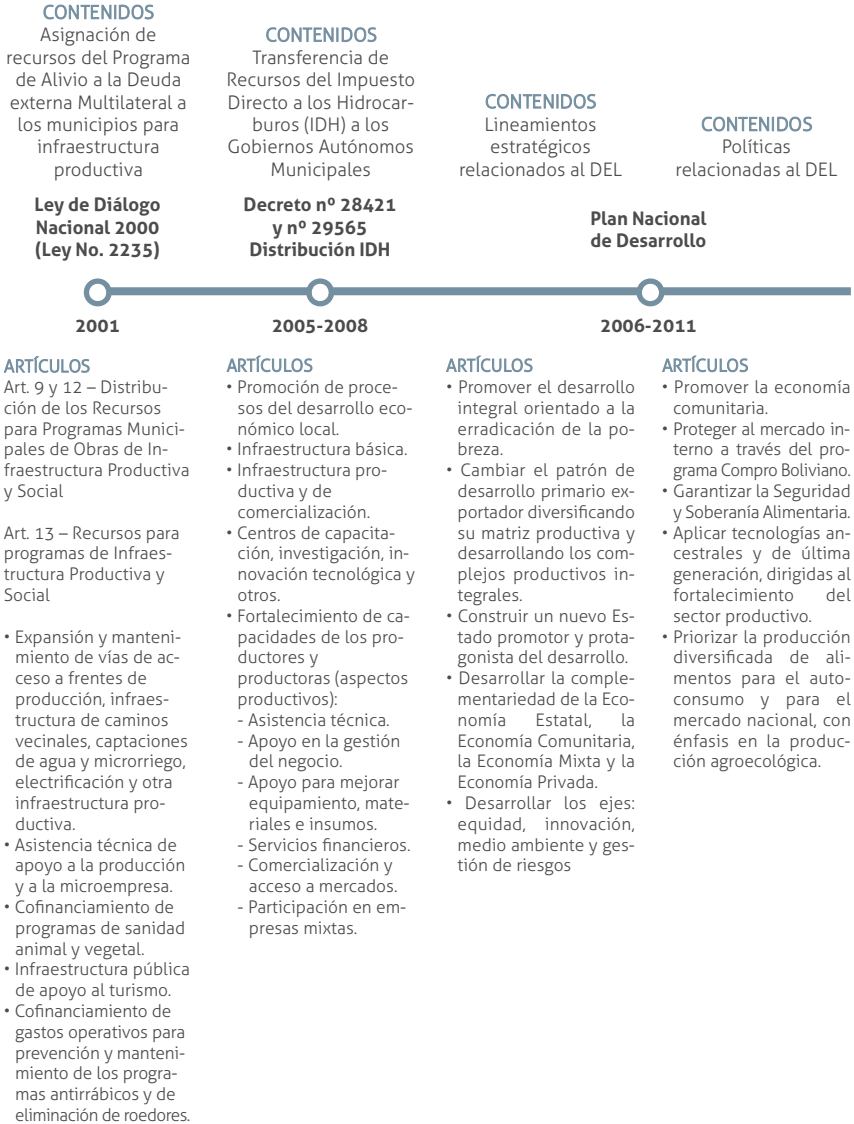 CONTENIDOS
Asignación de
recursos del Programa
de Alivio a la Deuda
externa Multilateral a
los municipios para
infraestructura
productiva
Ley de Diálogo
Nacional 2000
(Ley No. 2235)
2001
ARTÍCULOS
Art. 9 y 12 – Distribu-
ción de los Recursos
para Programas Munici-
pales de Obras de In-
fraestructura Productiva
y Social
Art. 13 – Recursos para
programas de Infraes-
tructura Productiva y
Social
• Expansión y manteni-
miento de vías de ac-
ceso a frentes de
producción, infraes-
tructura de caminos
vecinales, captaciones
de agua y microrriego,
electrificación y otra
infraestructura pro-
ductiva.
• Asistencia técnica de
apoyo a la producción
y a la microempresa.
• Cofinanciamiento de
programas de sanidad
animal y vegetal.
• Infraestructura pública
de apoyo al turismo.
• Cofinanciamiento de
gastos operativos para
prevención y manteni-
miento de los progra-
mas antirrábicos y de
eliminación de roedores.
CONTENIDOS
Transferencia de
Recursos del Impuesto
Directo a los Hidrocar-
buros (IDH) a los
Gobiernos Autónomos
Municipales
Decreto nº 28421
y nº 29565
Distribución IDH
2005-2008
ARTÍCULOS
• Promoción de proce-
sos del desarrollo eco-
nómico local.
• Infraestructura básica.
• Infraestructura pro-
ductiva y de
comercialización.
• Centros de capacita-
ción, investigación, in-
novación tecnológica y
otros.
• Fortalecimiento de ca-
pacidades de los pro-
ductores y
productoras (aspectos
productivos):
- Asistencia técnica.
- Apoyo en la gestión
del negocio.
- Apoyo para mejorar
equipamiento, mate-
riales e insumos.
- Servicios financieros.
- Comercialización y
acceso a mercados.
- Participación en em-
presas mixtas.
CONTENIDOS
Lineamientos
estratégicos
relacionados al DEL
CONTENIDOS
Políticas
relacionadas al DEL
Plan Nacional
de Desarrollo
2006-2011
ARTÍCULOS
• Promover el desarrollo
integral orientado a la
erradicación de la po-
breza.
• Cambiar el patrón de
desarrollo primario ex-
portador diversificando
su matriz productiva y
desarrollando los com-
plejos productivos in-
tegrales.
• Construir un nuevo Es-
tado promotor y prota-
gonista del desarrollo.
• Desarrollar la comple-
mentariedad de la Eco-
nomía Estatal, la
Economía Comunitaria,
la Economía Mixta y la
Economía Privada.
• Desarrollar los ejes:
equidad, innovación,
medio ambiente y ges-
tión de riesgos
ARTÍCULOS
• Promover la economía
comunitaria.
• Proteger al mercado in-
terno a través del pro-
grama Compro Boliviano.
• Garantizar la Seguridad
y Soberanía Alimentaria.
• Aplicar tecnologías an-
cestrales y de última
generación, dirigidas al
fortalecimiento del
sector productivo.
• Priorizar la producción
diversificada de ali-
mentos para el auto-
consumo y para el
mercado nacional, con
énfasis en la produc-
ción agroecológica.